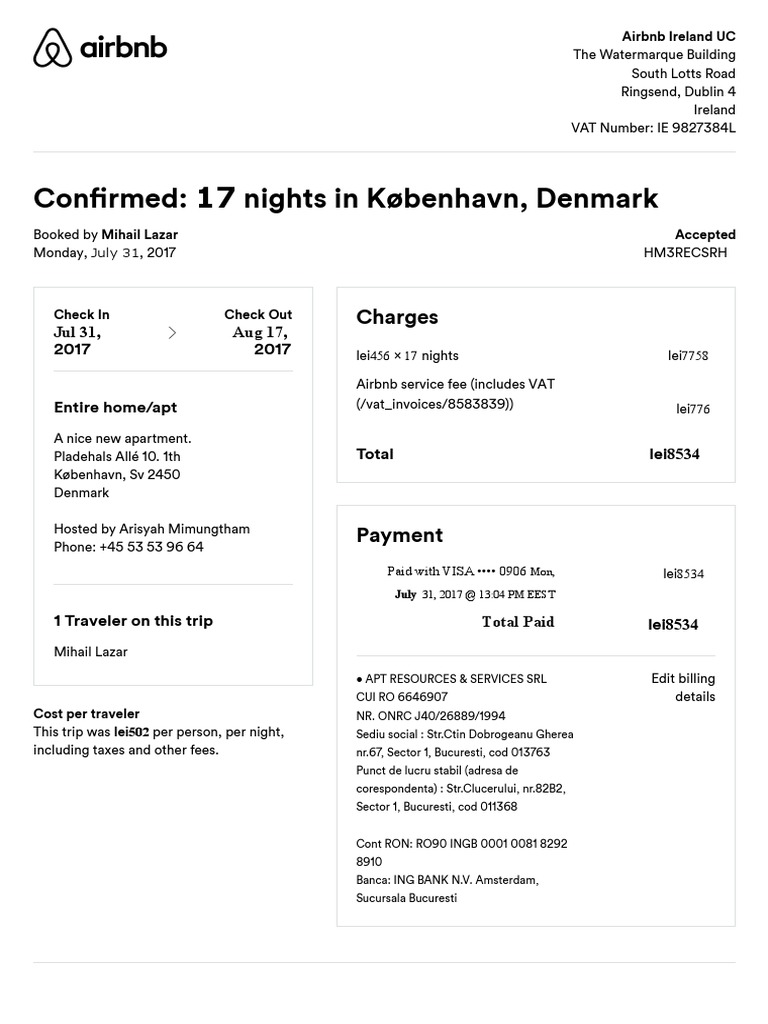 airbnb
Airbnb Ireland UC
The Watermarque Building
South Lotts Road
Ringsend, Dublin 4
Ireland
VAT Number: IE 9827384L
Confirmed: 17 nights in København, Denmark
Booked by Mihail Lazar
Monday, July 31, 2017
Accepted
HM3RECSRH
Check In
Jul 31,
2017
Check Out
Aug 17,
2017
Entire home/apt
A nice new apartment.
Pladehals Allé 10. 1th
København, Sv 2450
Denmark
Hosted by Arisyah Mimungtham
Phone: +45 53 53 96 64
1 Traveler on this trip
Mihail Lazar
Cost per traveler
This trip was lei502 per person, per night,
including taxes and other fees.
Charges
lei456 × 17 nights lei7758
Airbnb service fee (includes VAT
(/vat_invoices/8583839)) lei776
Total lei8534
Payment
Paid with VISA •••• 0906 Mon, lei8534
July 31, 2017 @ 13:04 PM EEST
Total Paid lei8534
• APT RESOURCES & SERVICES SRL
CUI RO 6646907
NR. ONRC J40/26889/1994
Sediu social : Str.Ctin Dobrogeanu Gherea
nr.67, Sector 1, Bucuresti, cod 013763
Punct de lucru stabil (adresa de
corespondenta) : Str.Clucerului, nr.82B2,
Sector 1, Bucuresti, cod 011368
Cont RON: RO90 INGB 0001 0081 8292
8910
Banca: ING BANK N.V. Amsterdam,
Sucursala Bucuresti
Edit billing
details